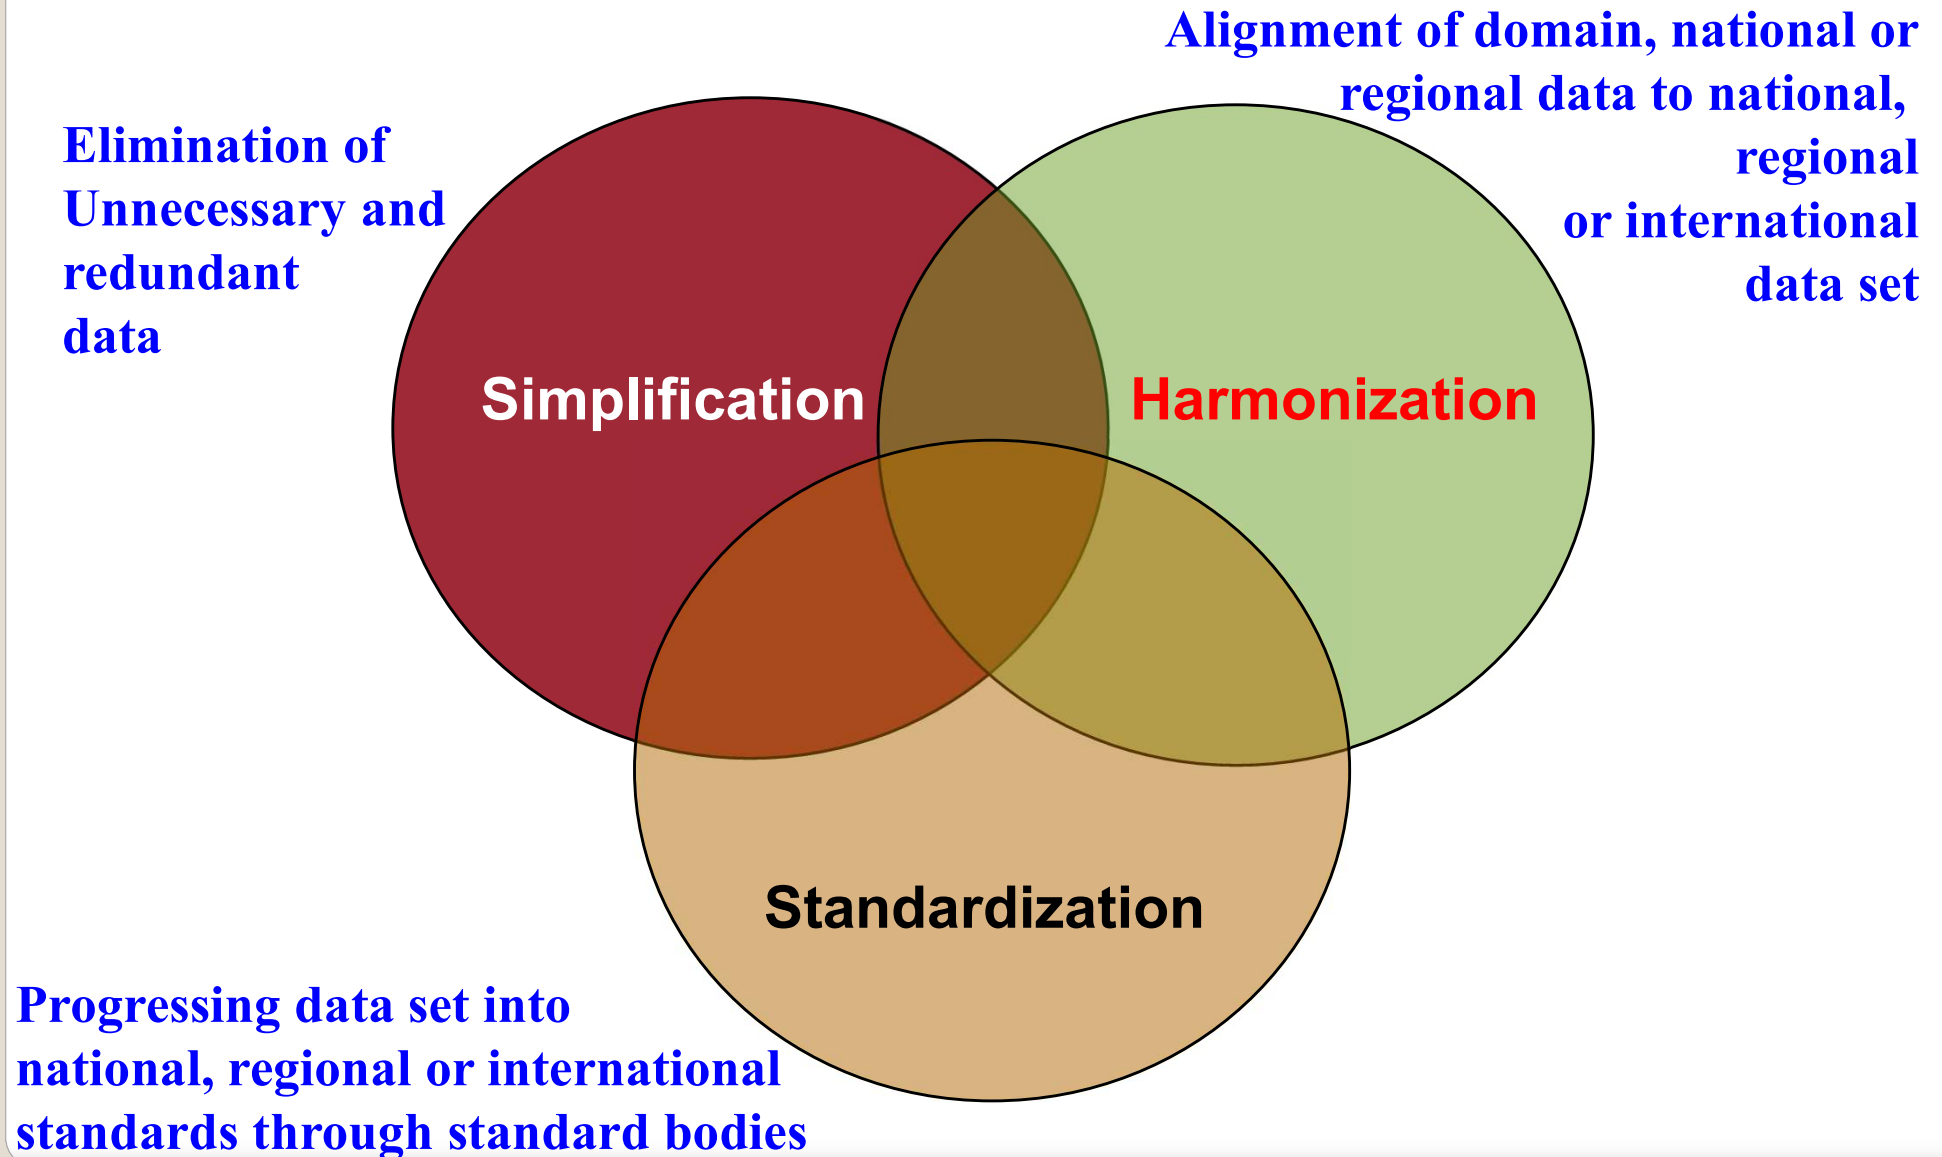 Alignment of domain, national or
regional data to national,
regional
or international
data set
Elimination of
Unnecessary and
redundant
data
Simplification
Harmonization
Standardization
Progressing data set into
national, regional or international
standards through standard bodies